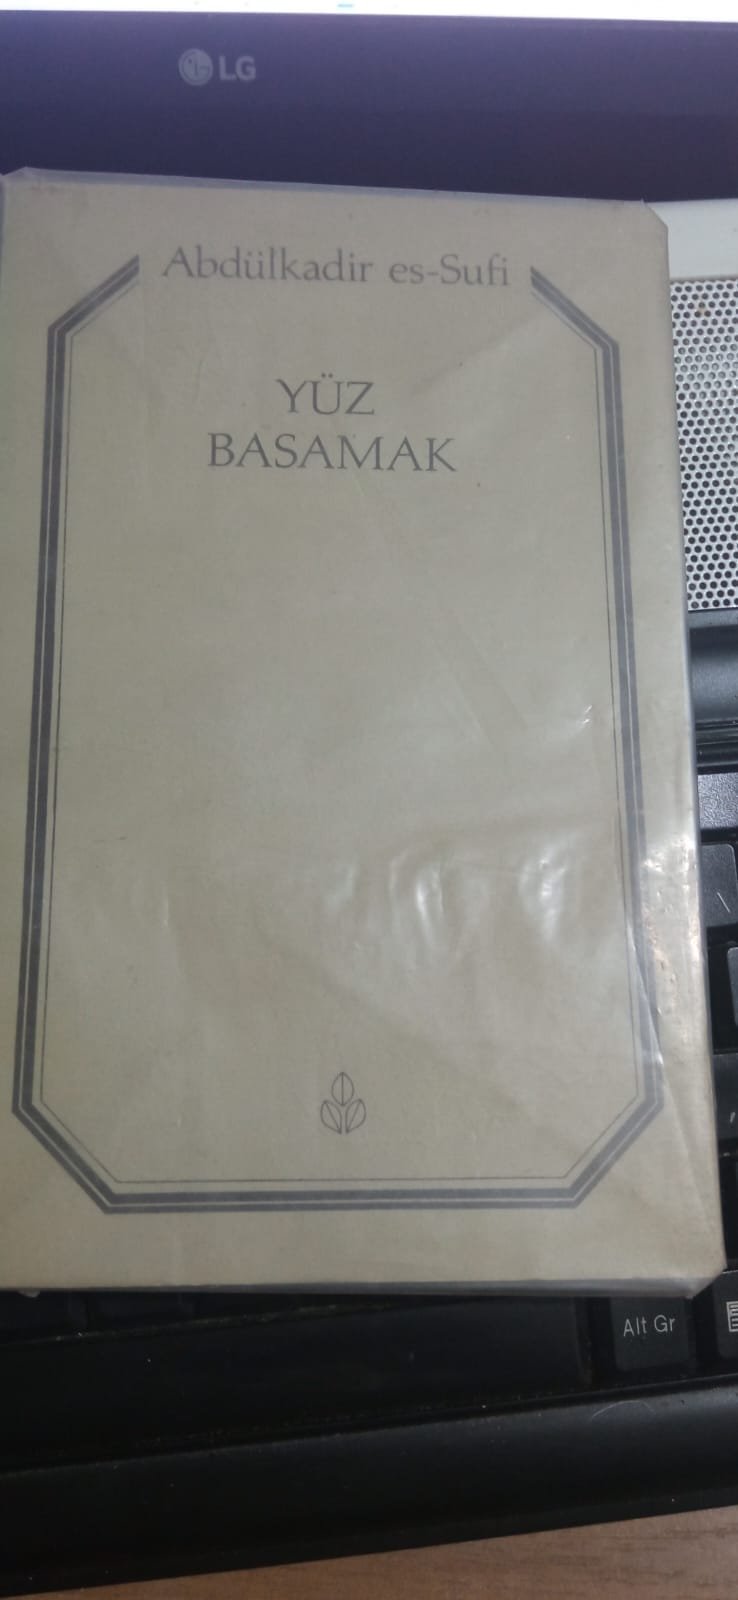 LG
Abdülkadir es-Sufi
YÜZ
BASAMAK
\
,
Alt Gr